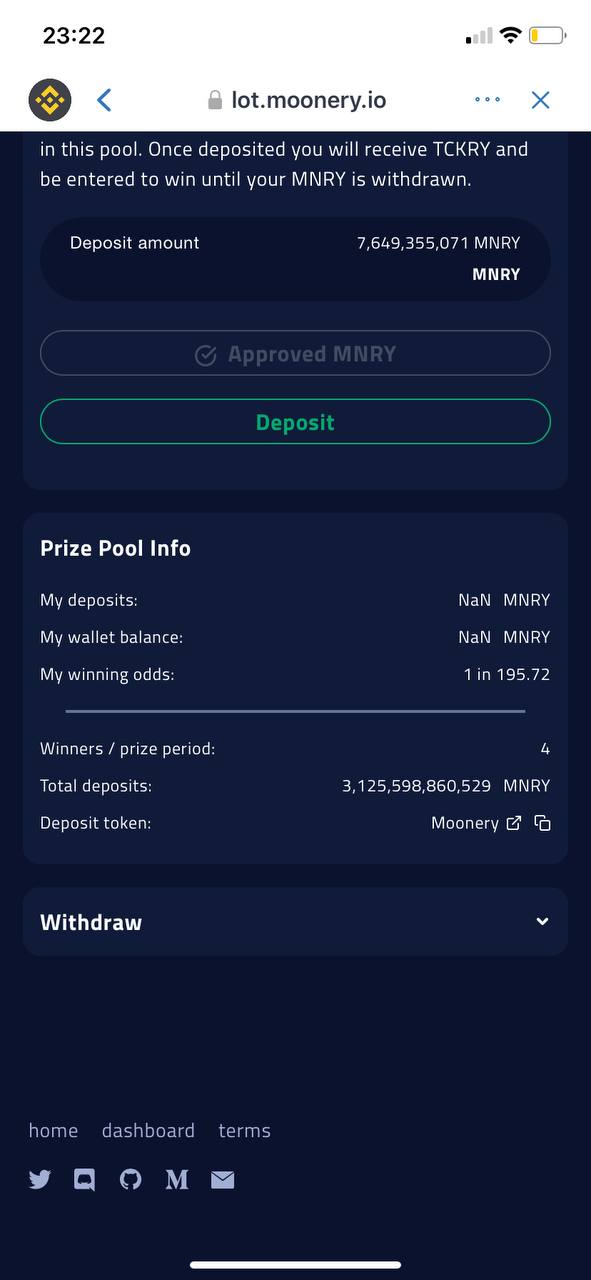 23:22
lot.moonery.io
in this pool. Once deposited you will receive TCKRY and
be entered to win until your MNRY is withdrawn.
Deposit amount 7,649,355,071 MNRY
MNRY
Approved MNRY
Deposit
Prize Pool Info
My deposits: NaN MNRY
My wallet balance: NaN MNRY
My winning odds: 1 in 195.72
Winners / prize period: 4
Total deposits: 3,125,598,860,529 MNRY
Deposit token: Moonery
Withdraw
home dashboard terms